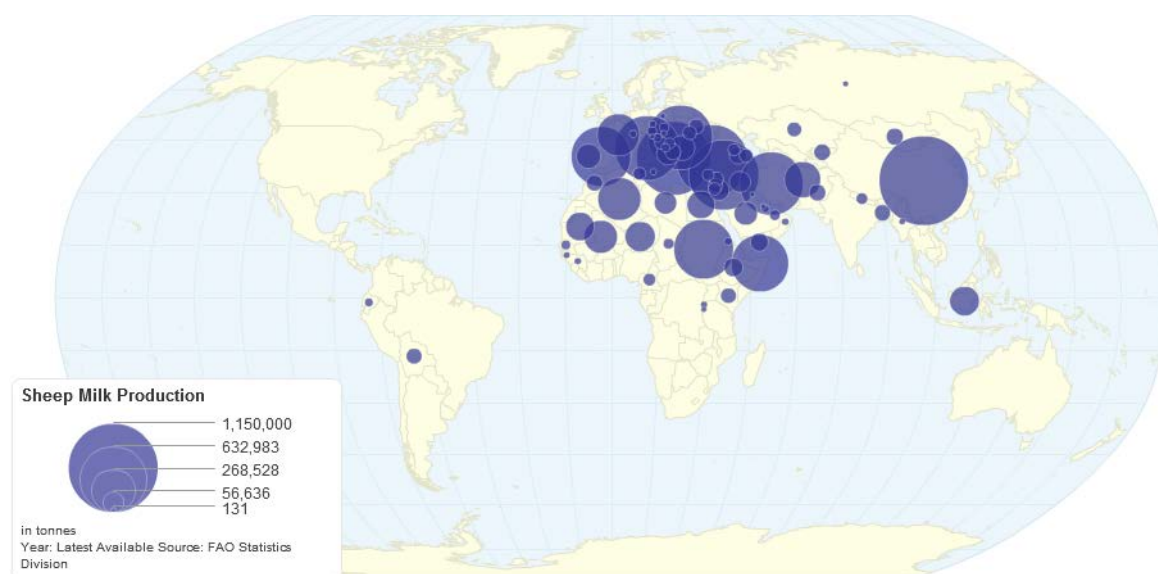 Sheep Milk Production
1,150,000
632,983
268,528
56,636
131
in tonnes
Year: Latest Available Source: FAO Statistics
Division